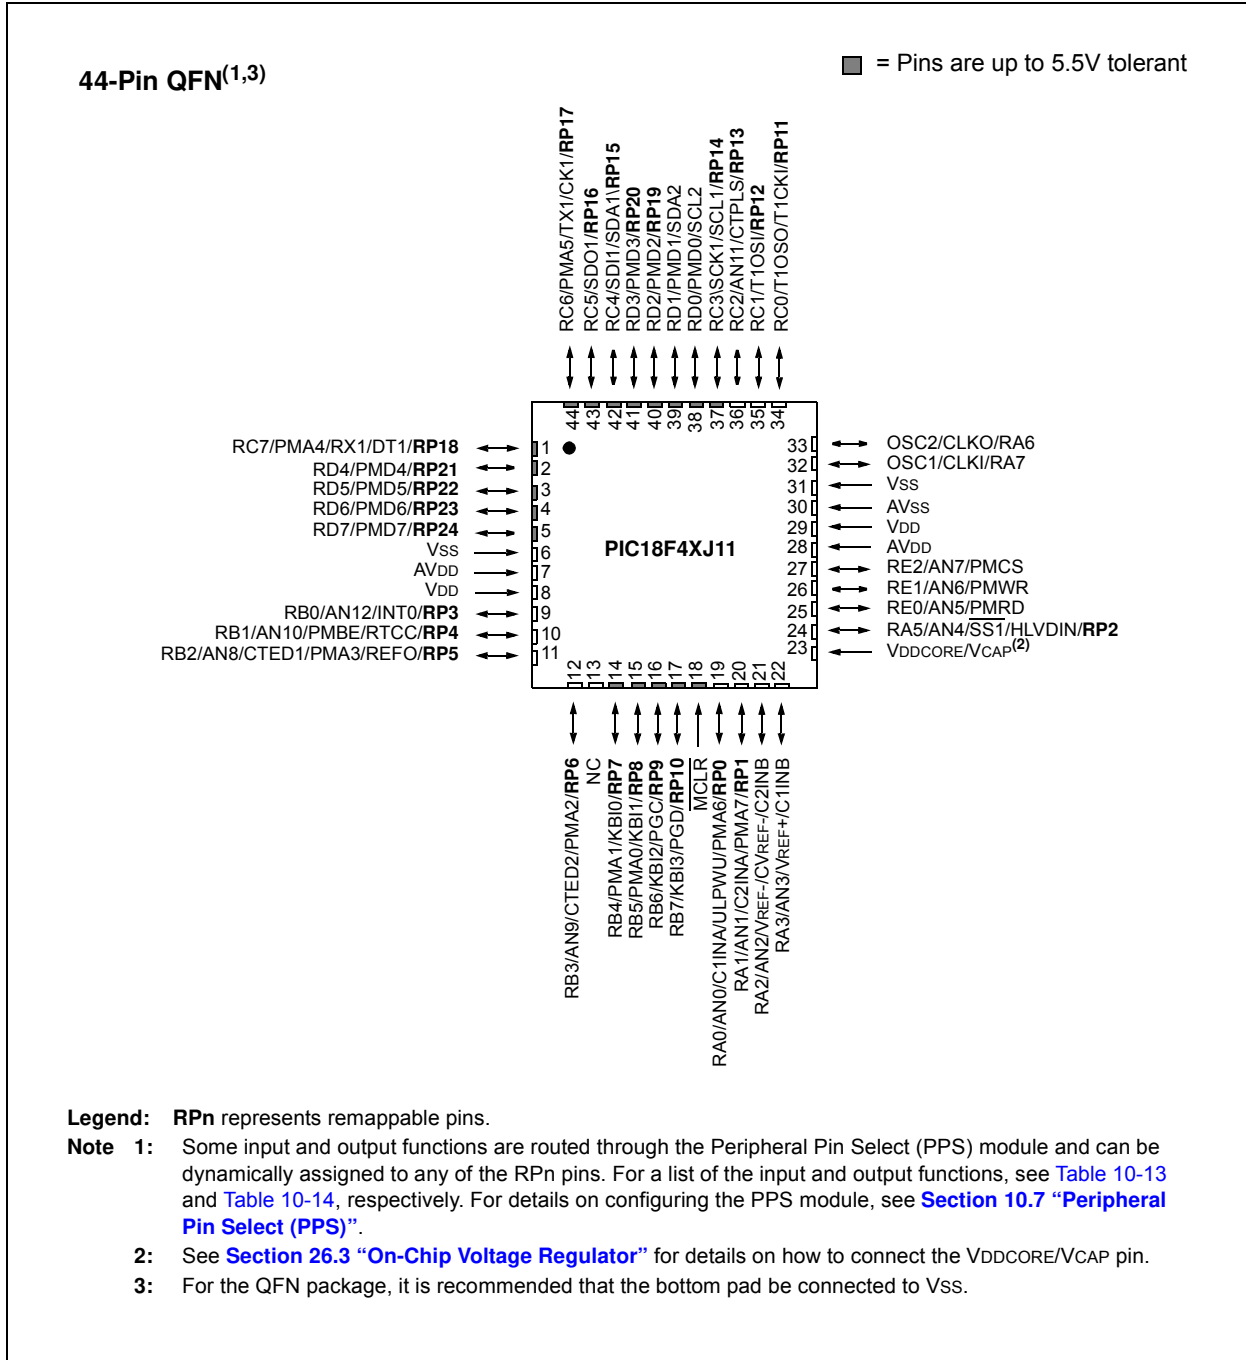 44-Pin QFN(1,3)
= Pins are up to 5.5V tolerant
RC6/PMA5/TX1/CK1/RP17
RC5/SDO1/RP16
RC4/SDI1/SDA1\RP15
RD3/PMD3/RP20
RD2/PMD2/RP19
RD1/PMD1/SDA2
RD0/PMD0/SCL2
RC3\SCK1/SCL1/RP14
RC2/AN11/CTPLS/RP13
RC1/T1OSI/RP12
RC0/T1OSO/T1CKI/RP11
44
43
42
41
40
39
38
37
36
35
34
RC7/PMA4/RX1/DT1/RP18 1
RD4/PMD4/RP21 2
RD5/PMD5/RP22 3
RD6/PMD6/RP23 4
RD7/PMD7/RP24 5
VSS 6
AVDD 7
VDD 8
RB0/AN12/INT0/RP3 9
RB1/AN10/PMBE/RTCC/RP4 10
RB2/AN8/CTED1/PMA3/REFO/RP5 11
PIC18F4XJ11
33 OSC2/CLKO/RA6
32 OSC1/CLKI/RA7
31 VSS
30 AVSS
29 VDD
28 AVDD
27 RE2/AN7/PMCS
26 RE1/AN6/PMWR
25 RE0/AN5/PMRD
24 RA5/AN4/SS1/HLVDIN/RP2
23 VDDCORE/VCAP(2)
12
13
14
15
16
17
18
19
20
21
22
RB3/AN9/CTED2/PMA2/RP6
NC
RB4/PMA1/KBI0/RP7
RB5/PMA0/KBI1/RP8
RB6/KBI2/PGC/RP9
RB7/KBI3/PGD/RP10
MCLR
RA0/AN0/C1INA/ULPWU/PMA6/RP0
RA1/AN1/C2INA/PMA7/RP1
RA2/AN2/VREF-/CVREF-/C2INB
RA3/AN3/VREF+/C1INB
Legend: RPn represents remappable pins.
Note 1: Some input and output functions are routed through the Peripheral Pin Select (PPS) module and can be
dynamically assigned to any of the RPn pins. For a list of the input and output functions, see Table 10-13
and Table 10-14, respectively. For details on configuring the PPS module, see Section 10.7 “Peripheral
Pin Select (PPS)”.
2: See Section 26.3 “On-Chip Voltage Regulator” for details on how to connect the VDDCORE/VCAP pin.
3: For the QFN package, it is recommended that the bottom pad be connected to VSS.